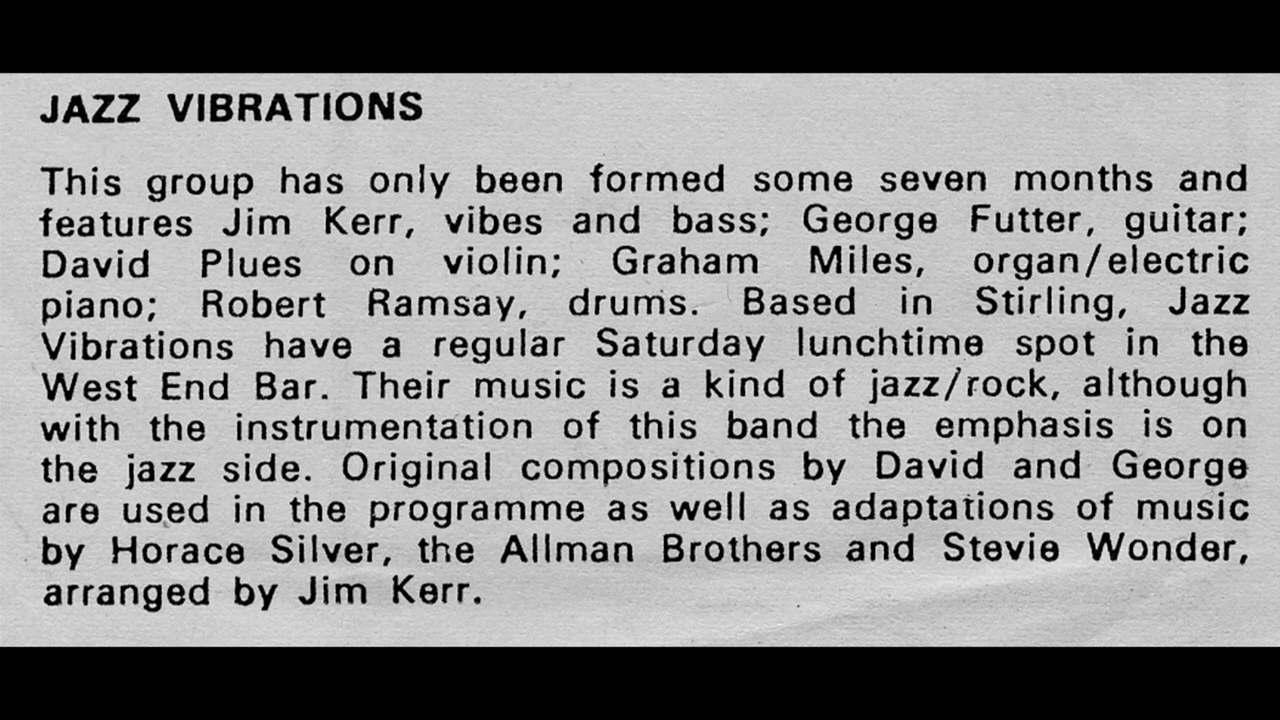 JAZZ VIBRATIONS
This group has only been formed some seven months and
features Jim Kerr, vibes and bass; George Futter, guitar;
David Plues on violin; Graham Miles, organ/electric
piano; Robert Ramsay, drums. Based in Stirling, Jazz
Vibrations have a regular Saturday lunchtime spot in the
West End Bar. Their music is a kind of jazz/rock, although
with the instrumentation of this band the emphasis is on
the jazz side. Original compositions by David and George
are used in the programme as well as adaptations of music
by Horace Silver, the Allman Brothers and Stevie Wonder,
arranged by Jim Kerr.